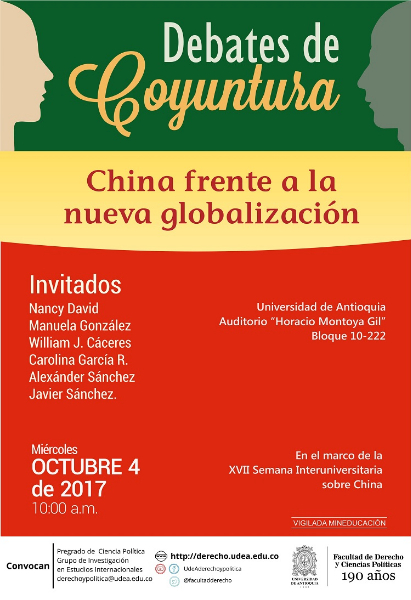 Debates de
Coyuntura
China frente a la
nueva globalización
Invitados
Nancy David
Manuela González
William J. Cáceres
Carolina García R.
Alexánder Sánchez
Javier Sánchez.
Universidad de Antioquia
Auditorio "Horacio Montoya Gil"
Bloque 10-222
Miércoles
OCTUBRE 4
de 2017
10:00 a.m.
En el marco de la
XVII Semana Interuniversitaria
sobre China
VIGILADA MINEDUCACIÓN
Convocan
Pregrado de Ciencia Política
Grupo de Investigación
en Estudios Internacionales
derechoypolitica@udea.edu.co
http://derecho.udea.edu.co
UdeAderechoypolitica
@facultadderecho
UNIVERSIDAD
DE ANTIOQUIA
Facultad de Derecho
y Ciencias Políticas
190 años